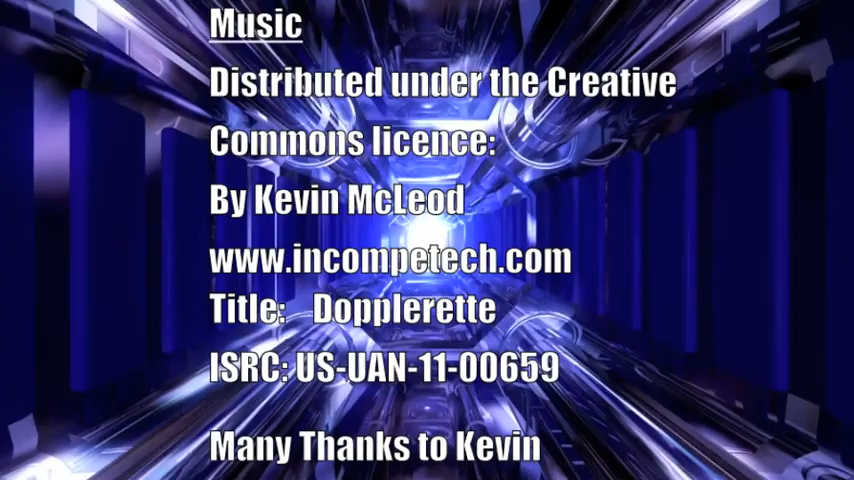 Music
Distributed under the Creative
Commons licence:
By Kevin McLeod
www.incompetech.com
Title: Dopplerette
ISRC: US-UAN-11-00659
Many Thanks to Kevin